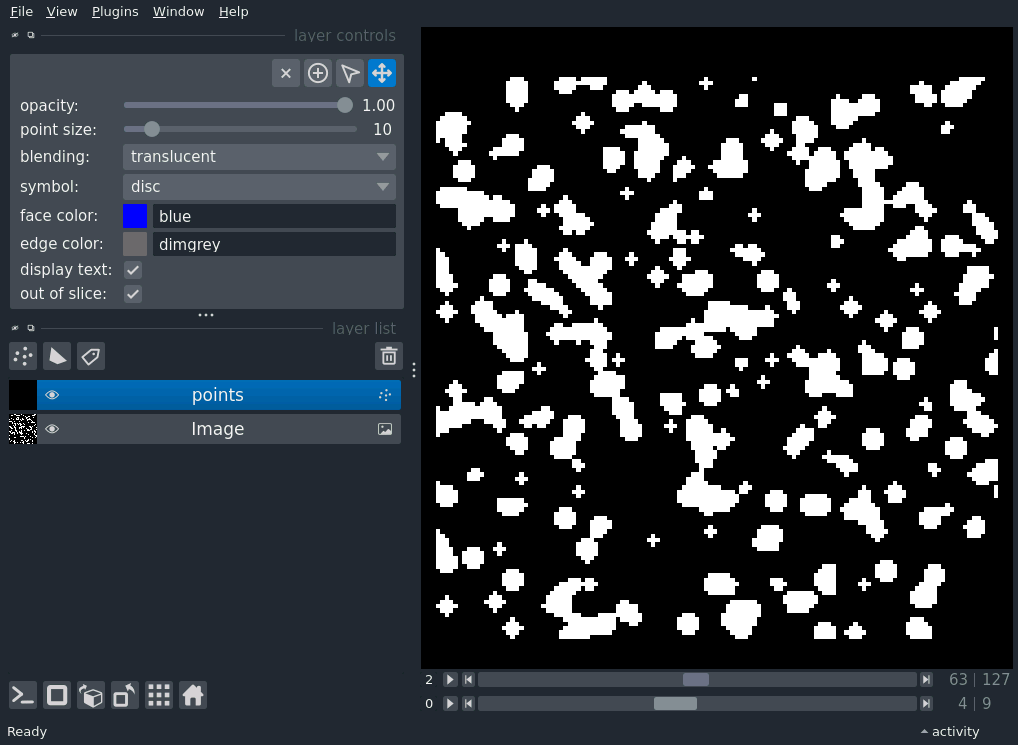 File View Plugins Window Help
layer controls
opacity: 1.00
point size: 10
blending: translucent
symbol: disc
face color: blue
edge color: dimgrey
display text:
out of slice:
layer list
points
Image
2 63 | 127
0 4 | 9
Ready activity